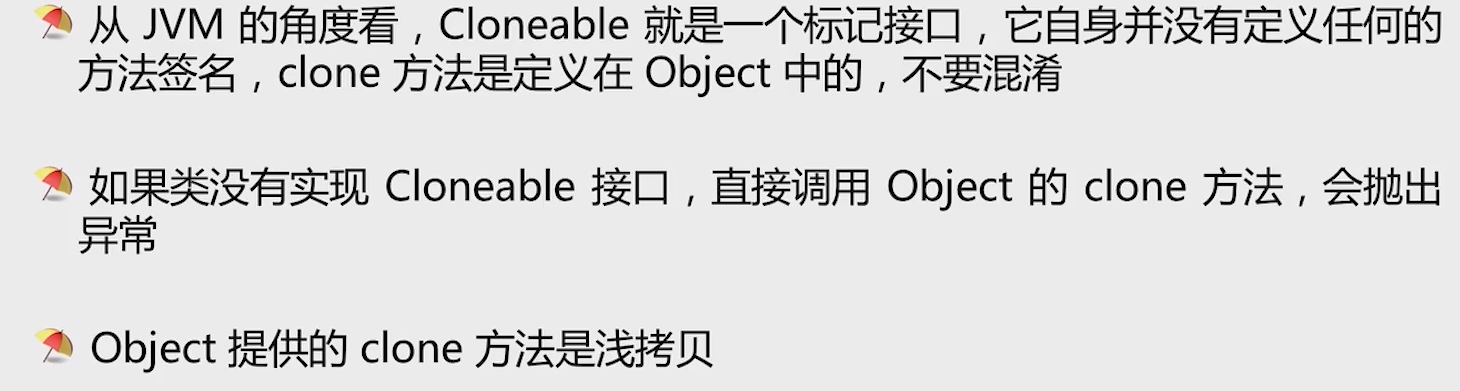 从 JVM 的角度看，Cloneable 就是一个标记接口，它自身并没有定义任何的
方法签名，clone 方法是定义在 Object 中的，不要混淆
如果类没有实现 Cloneable 接口，直接调用 Object 的 clone 方法，会抛出
异常
Object 提供的 clone 方法是浅拷贝